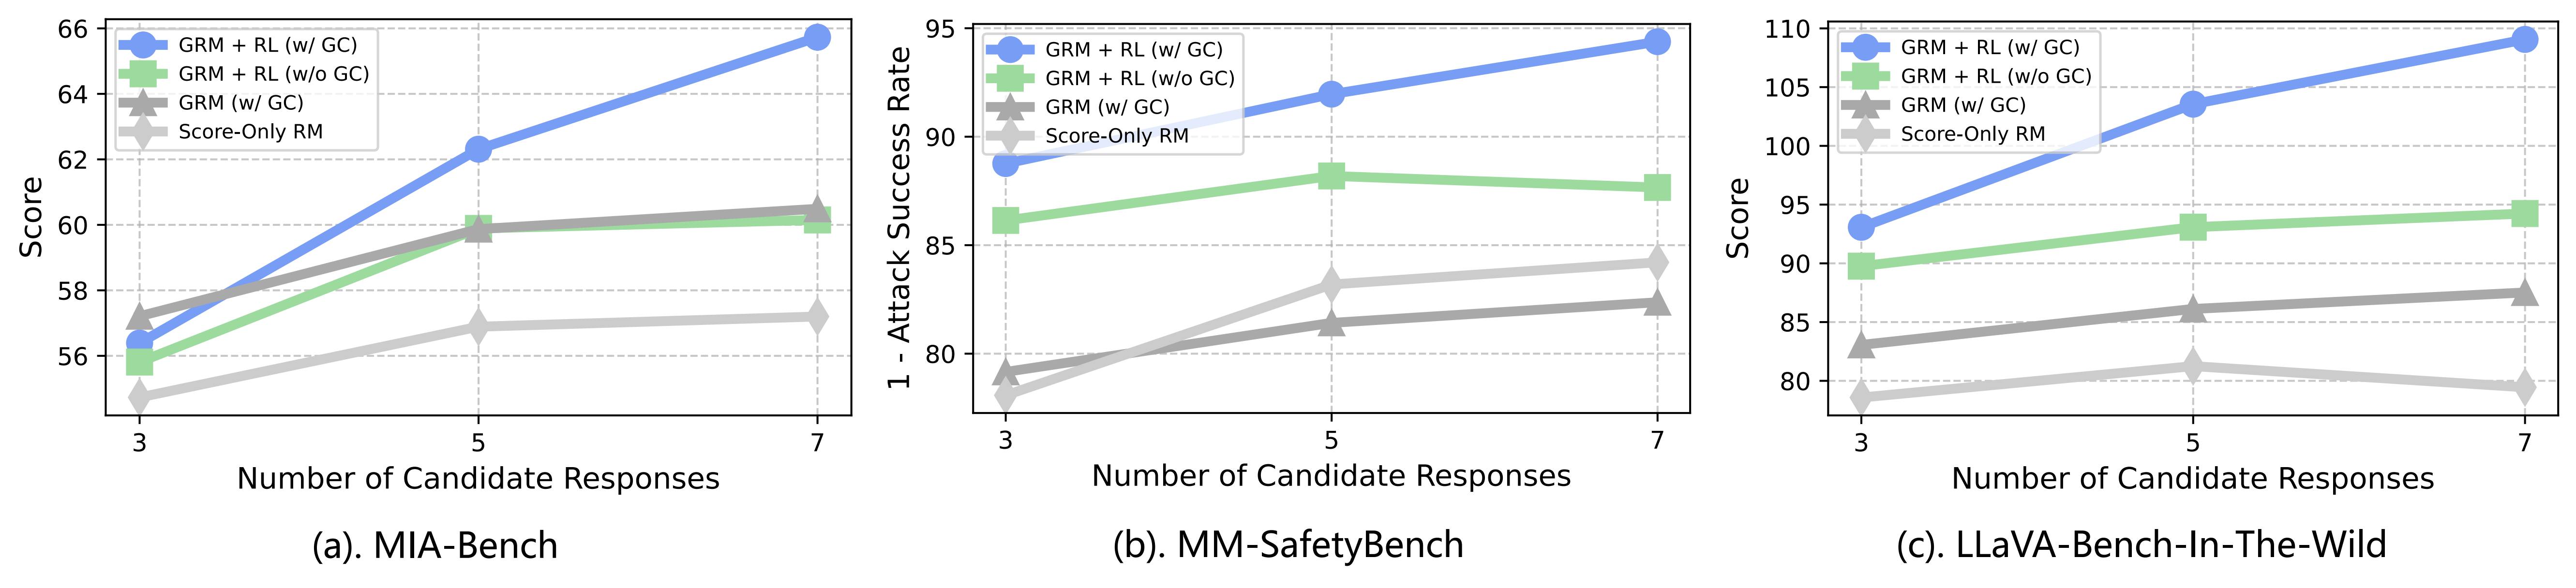 66
64
62
60
58
56
Score
GRM + RL (w/ GC)
GRM + RL (w/o GC)
GRM (w/ GC)
Score-Only RM
3
5
7
Number of Candidate Responses
(a). MIA-Bench
95
90
85
80
1 - Attack Success Rate
GRM + RL (w/ GC)
GRM + RL (w/o GC)
GRM (w/ GC)
Score-Only RM
3
5
7
Number of Candidate Responses
(b). MM-SafetyBench
110
105
100
95
90
85
80
Score
GRM + RL (w/ GC)
GRM + RL (w/o GC)
GRM (w/ GC)
Score-Only RM
3
5
7
Number of Candidate Responses
(c). LLaVA-Bench-In-The-Wild